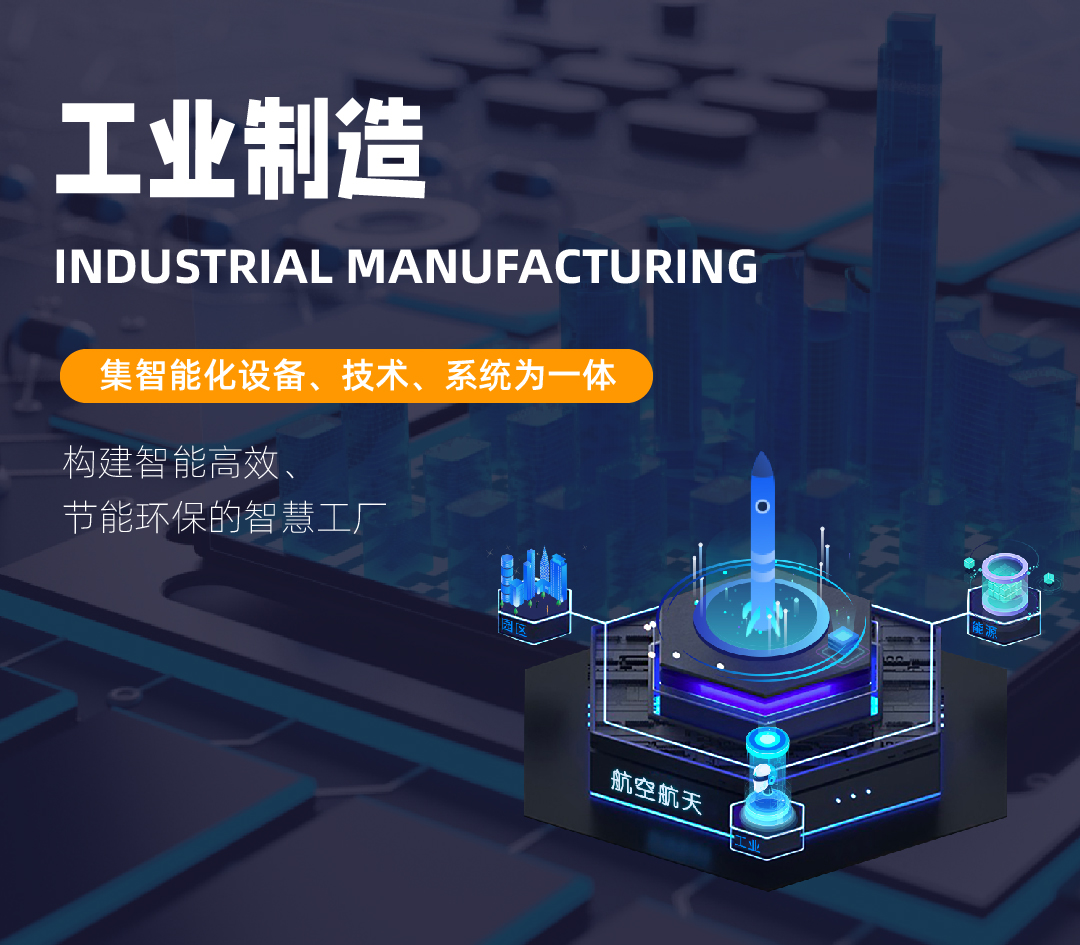 工业制造
INDUSTRIAL MANUFACTURING
集智能化设备、技术、系统为一体
构建智能高效、
节能环保的智慧工厂
园区
能源
航空航天
工业